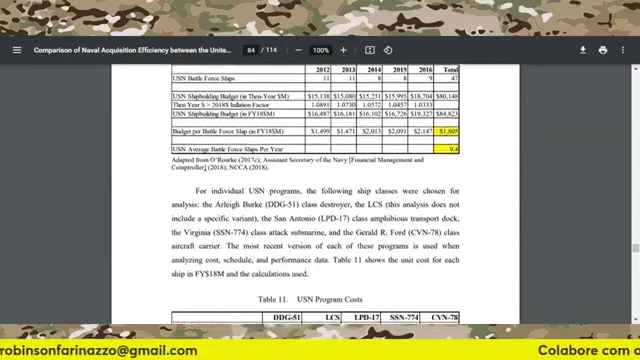 Comparison of Naval Acquisition Efficiency between the Unite... 84 / 114 100%
2012 2013 2014 2015 2016 Total
USN Battle Force Ships 11 11 8 8 9 47
USN Shipbuilding Budget (in Then-Year $M) $15,138 $15,080 $15,231 $15,995 $18,704 $80,148
Then Year $ > 2018$ Inflation Factor 1.0891 1.0730 1.0572 1.0457 1.0333
USN Shipbuilding Budget (in FY18$M) $16,487 $16,181 $16,102 $16,726 $19,327 $84,823
Budget per Battle Force Ship (in FY18$M) $1,499 $1,471 $2,013 $2,091 $2,147 $1,805
USN Average Battle Force Ships Per Year 9.4
Adapted from O'Rourke (2017c); Assistant Secretary of the Navy [Financial Management and
Comptroller] (2018); NCCA (2018).
For individual USN programs, the following ship classes were chosen for
analysis: the Arleigh Burke (DDG-51) class destroyer, the LCS (this analysis does not
include a specific variant), the San Antonio (LPD-17) class amphibious transport dock,
the Virginia (SSN-774) class attack submarine, and the Gerald R. Ford (CVN-78) class
aircraft carrier. The most recent version of each of these programs is used when
analyzing cost, schedule, and performance data. Table 11 shows the unit cost for each
ship in FY$18M and the calculations used.
Table 11. USN Program Costs
DDG-51 LCS LPD-17 SSN-774 CVN-78
robinsonfarinazzo@gmail.com Colabore com a